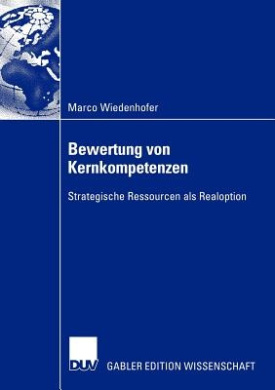 Marco Wiedenhofer
Bewertung von
Kernkompetenzen
Strategische Ressourcen als Realoption
DUV
GABLER EDITION WISSENSCHAFT